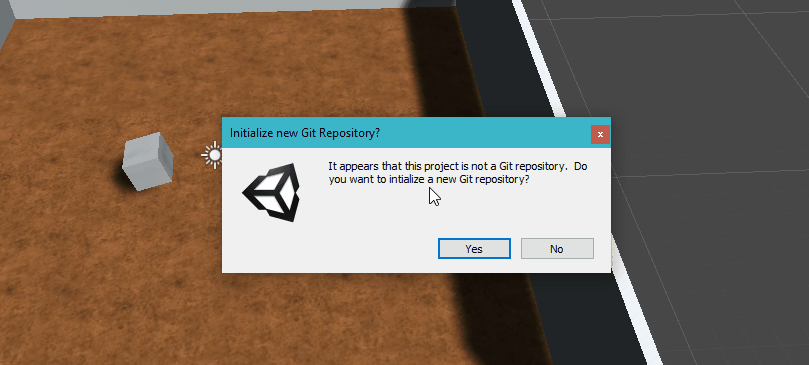 Initialize new Git Repository?
It appears that this project is not a Git repository.  Do
you want to intialize a new Git repository?
Yes
No